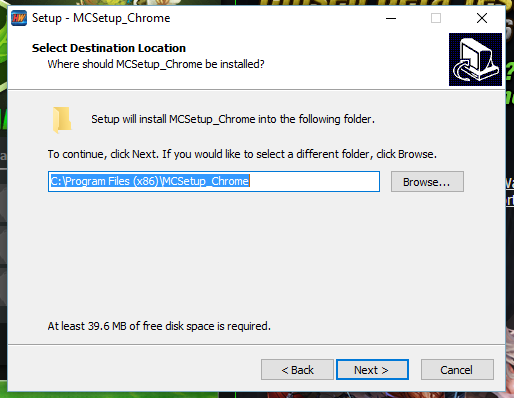 Setup - MCSetup_Chrome
Select Destination Location
Where should MCSetup_Chrome be installed?
Setup will install MCSetup_Chrome into the following folder.
To continue, click Next. If you would like to select a different folder, click Browse.
C:\Program Files (x86)\MCSetup_Chrome
Browse...
At least 39.6 MB of free disk space is required.
< Back
Next >
Cancel